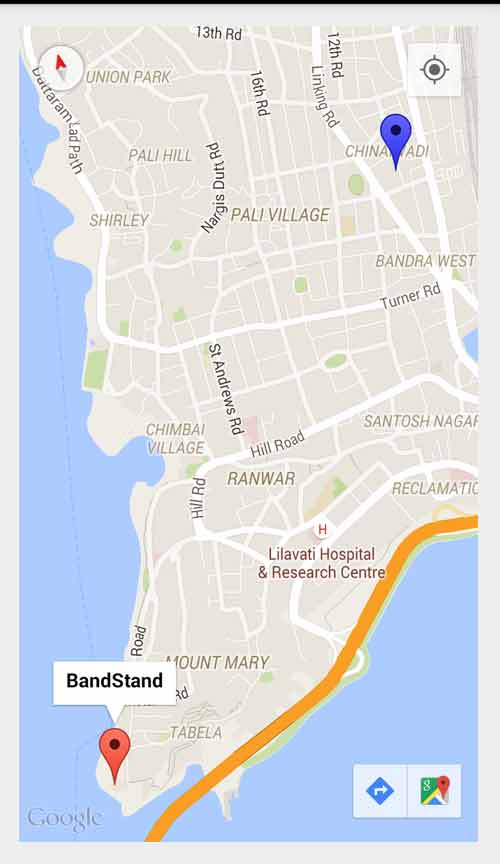 13th Rd
12th Rd
UNION PARK
16th Rd
Linking Rd
Dattaram Lad Path
PALI HILL
Nargis Dutt Rd
SHIRLEY
PALI VILLAGE
BANDRA WEST
Turner Rd
St Andrews Rd
CHIMBAI
VILLAGE
Hill Road
SANTOSH NAGAR
RANWAR
Hill Rd
RECLAMATIO
H
Lilavati Hospital
& Research Centre
Road
MOUNT MARY
BandStand
Rd
TABELA
Google
8